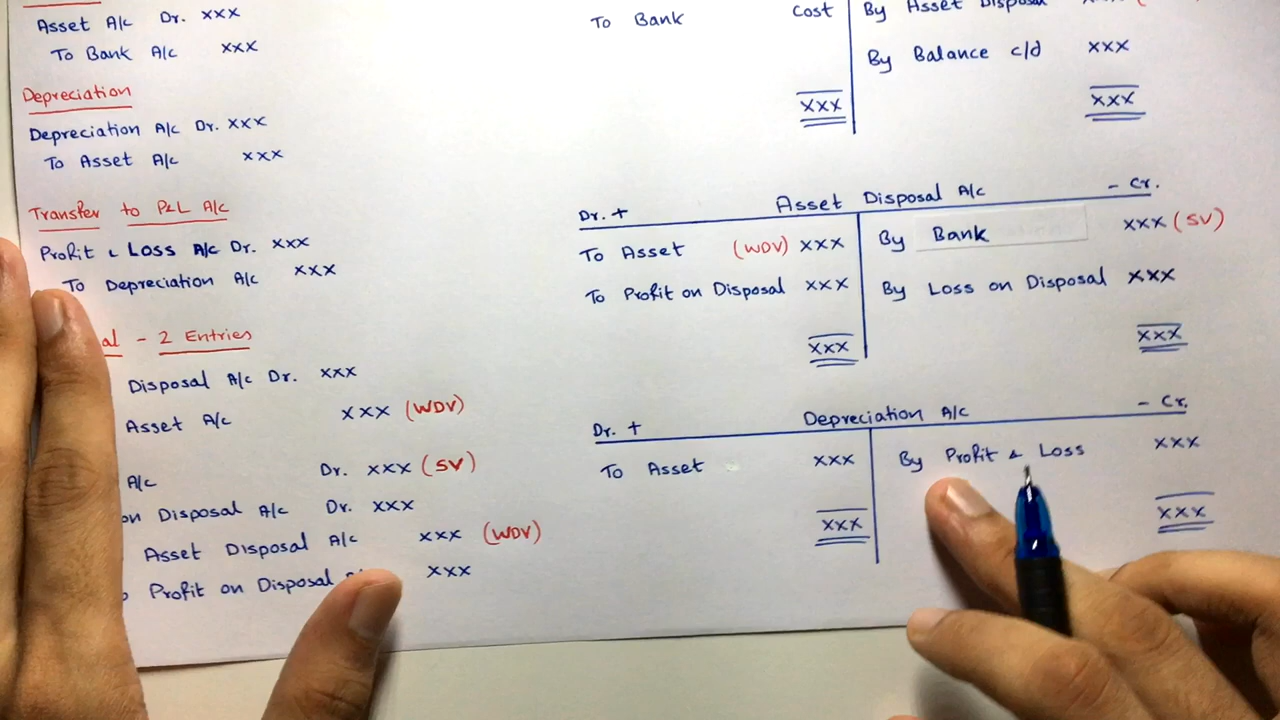 Asset A/c Dr. xxx
To Bank A/c xxx
Depreciation
Depreciation A/c Dr. xxx
To Asset A/c xxx
Transfer to P&L A/c
Profit & Loss A/c Dr. xxx
To Depreciation A/c xxx
al - 2 Entries
Disposal A/c Dr. xxx
Asset A/c xxx (WDV)
A/c Dr. xxx (SV)
on Disposal A/c Dr. xxx
Asset Disposal A/c xxx (WDV)
Profit on Disposal xxx
To Bank Cost By Asset Disposal
By Balance c/d xxx
xxx xxx
Dr. + Asset Disposal A/c - Cr.
To Asset (WDV) xxx By Bank xxx (SV)
To Profit on Disposal xxx By Loss on Disposal xxx
xxx xxx
Dr. + Depreciation A/c - Cr.
To Asset xxx By Profit & Loss xxx
xxx xxx